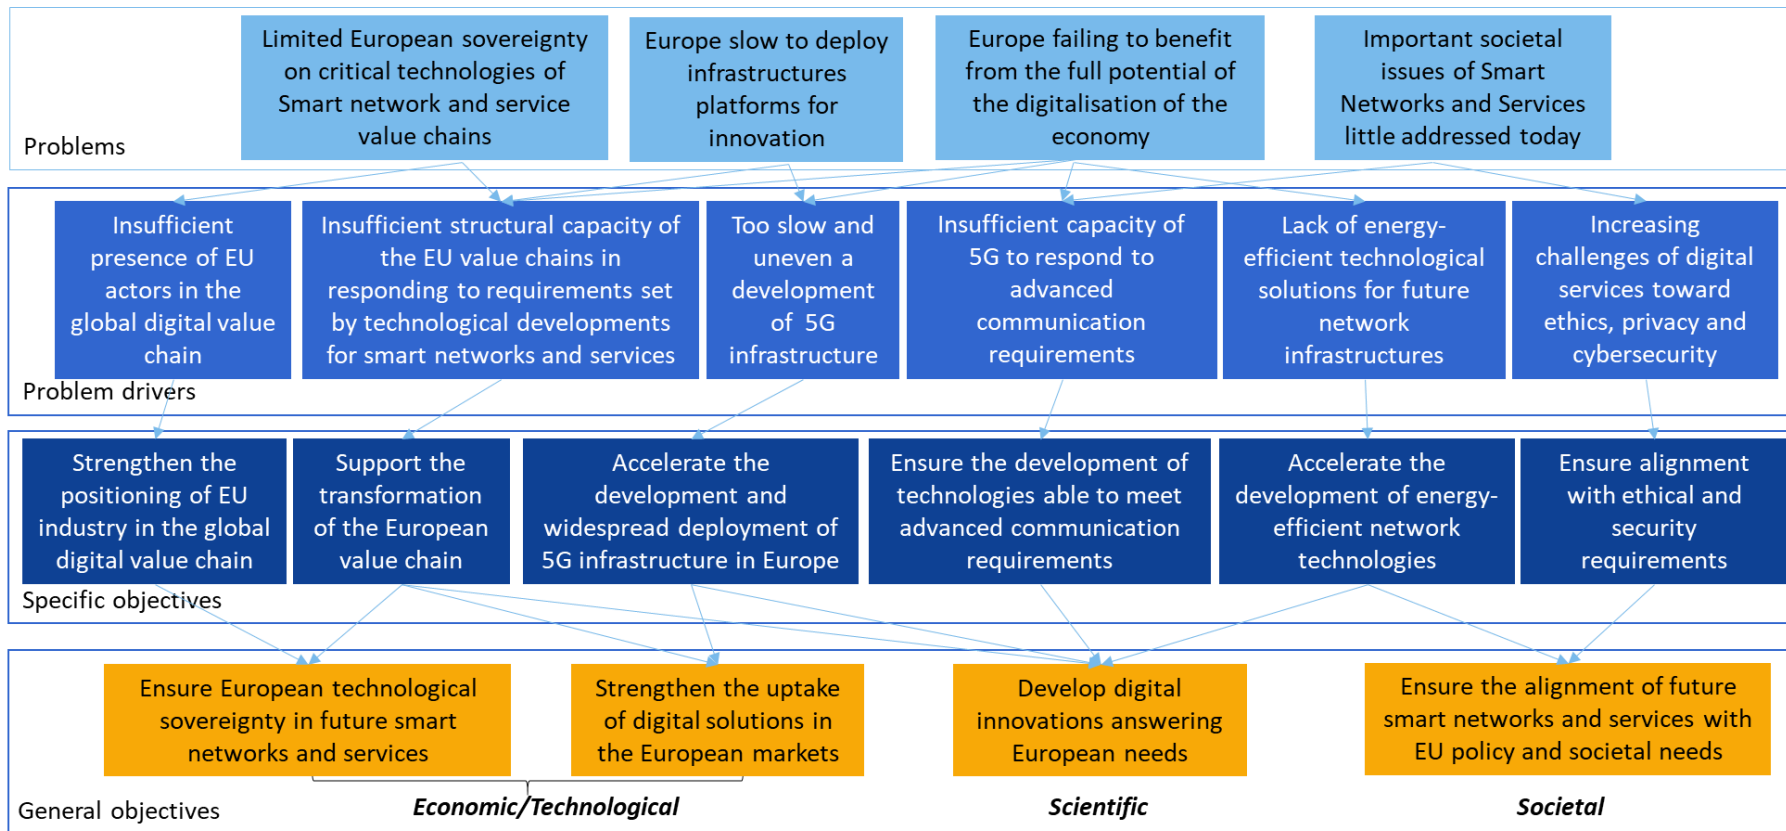 Limited European sovereignty
on critical technologies of
Smart network and service
value chains
Europe slow to deploy
infrastructures
platforms for
innovation
Europe failing to benefit
from the full potential of
the digitalisation of the
economy
Important societal
issues of Smart
Networks and Services
little addressed today
Problems
Insufficient
presence of EU
actors in the
global digital value
chain
Insufficient structural capacity of
the EU value chains in
responding to requirements set
by technological developments
for smart networks and services
Too slow and
uneven a
development
of 5G
infrastructure
Insufficient capacity of
5G to respond to
advanced
communication
requirements
Lack of energy-
efficient technological
solutions for future
network
infrastructures
Increasing
challenges of digital
services toward
ethics, privacy and
cybersecurity
Problem drivers
Strengthen the
positioning of EU
industry in the global
digital value chain
Support the
transformation
of the European
value chain
Accelerate the
development and
widespread deployment of
5G infrastructure in Europe
Ensure the development of
technologies able to meet
advanced communication
requirements
Accelerate the
development of energy-
efficient network
technologies
Ensure alignment
with ethical and
security
requirements
Specific objectives
Ensure European technological
sovereignty in future smart
networks and services
Strengthen the uptake
of digital solutions in
the European markets
Develop digital
innovations answering
European needs
Ensure the alignment of future
smart networks and services with
EU policy and societal needs
General objectives
Economic/Technological
Scientific
Societal